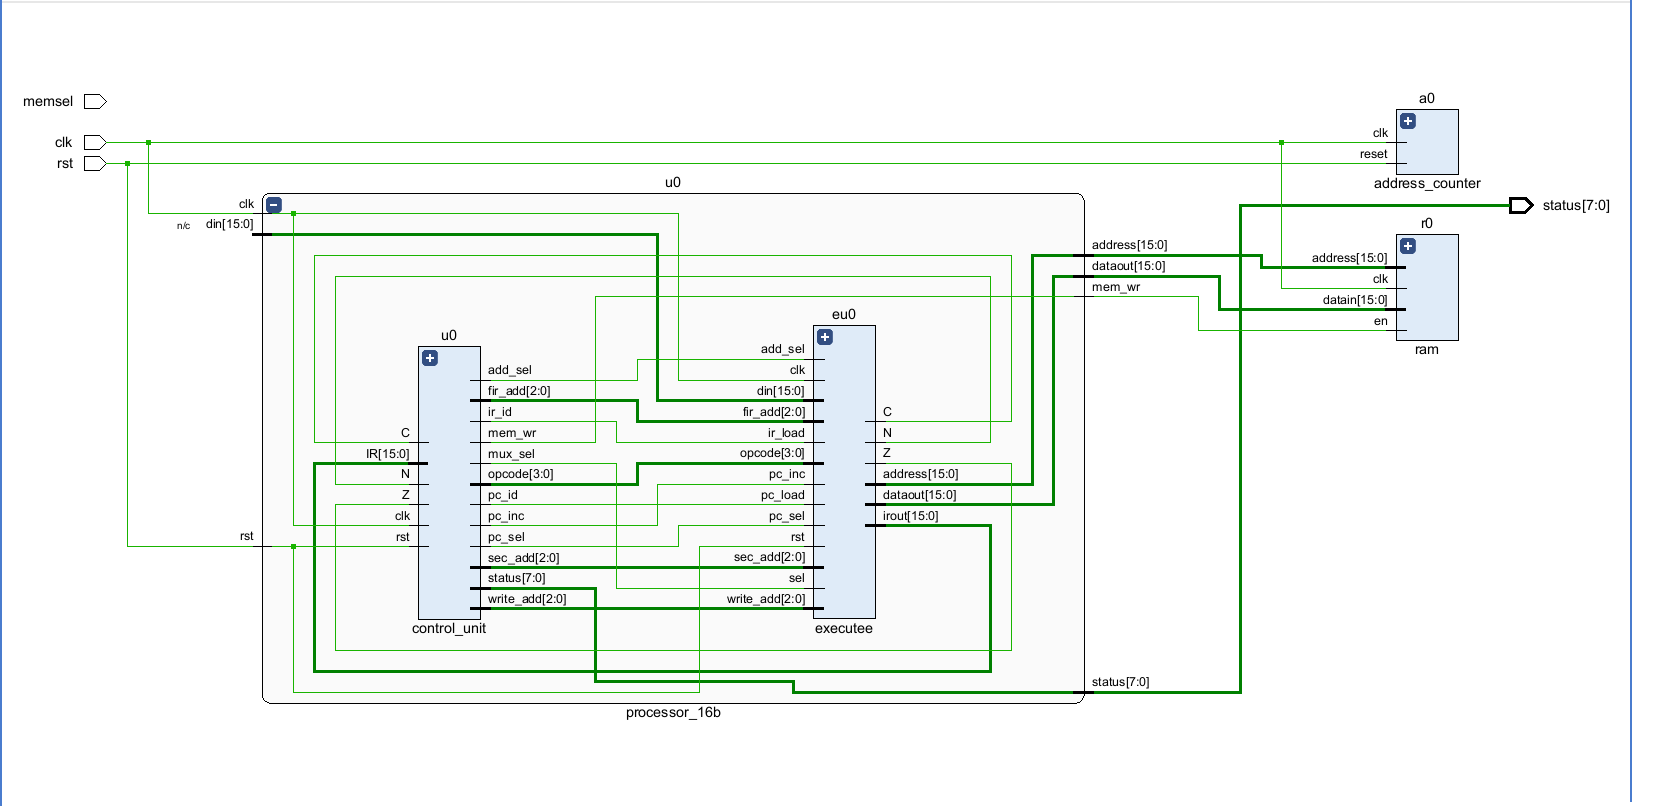 memsel
clk
rst
a0
clk
reset
address_counter
status[7:0]
r0
address[15:0]
clk
datain[15:0]
en
ram
u0
clk
n/c din[15:0]
rst
address[15:0]
dataout[15:0]
mem_wr
status[7:0]
processor_16b
u0
C
IR[15:0]
N
Z
clk
rst
add_sel
fir_add[2:0]
ir_id
mem_wr
mux_sel
opcode[3:0]
pc_id
pc_inc
pc_sel
sec_add[2:0]
status[7:0]
write_add[2:0]
control_unit
eu0
add_sel
clk
din[15:0]
fir_add[2:0]
ir_load
opcode[3:0]
pc_inc
pc_load
pc_sel
rst
sec_add[2:0]
sel
write_add[2:0]
C
N
Z
address[15:0]
dataout[15:0]
irout[15:0]
executee